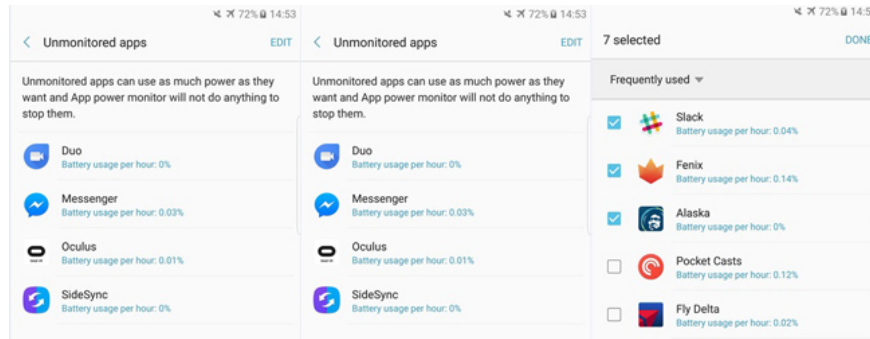 72% 14:53
Unmonitored apps EDIT
Unmonitored apps can use as much power as they
want and App power monitor will not do anything to
stop them.
Duo
Battery usage per hour: 0%
Messenger
Battery usage per hour: 0.03%
Oculus
Battery usage per hour: 0.01%
SideSync
Battery usage per hour: 0%
72% 14:53
Unmonitored apps EDIT
Unmonitored apps can use as much power as they
want and App power monitor will not do anything to
stop them.
Duo
Battery usage per hour: 0%
Messenger
Battery usage per hour: 0.03%
Oculus
Battery usage per hour: 0.01%
SideSync
Battery usage per hour: 0%
72% 14:5
7 selected DONE
Frequently used
Slack
Battery usage per hour: 0.04%
Fenix
Battery usage per hour: 0.14%
Alaska
Battery usage per hour: 0%
Pocket Casts
Battery usage per hour: 0.12%
Fly Delta
Battery usage per hour: 0.02%